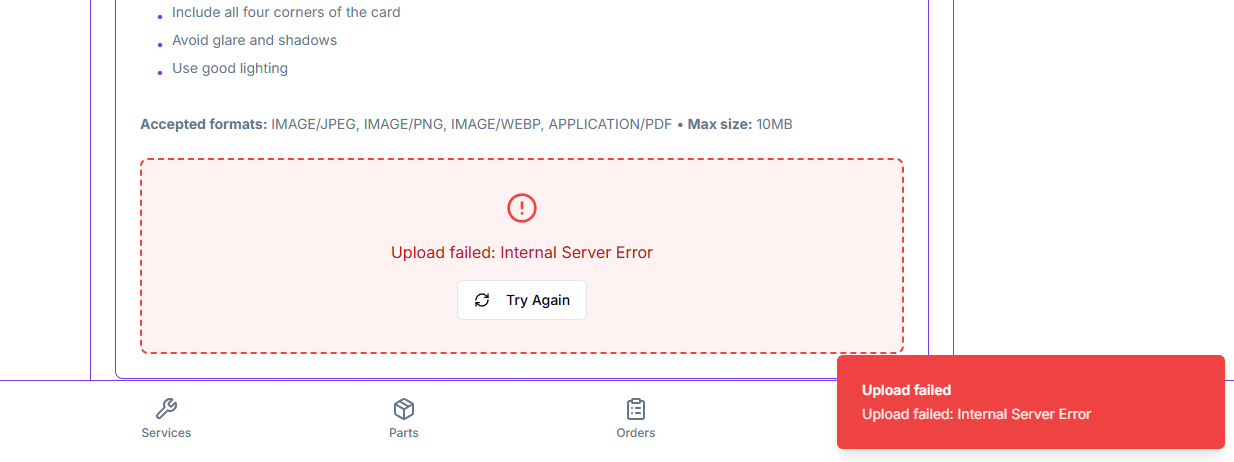 Include all four corners of the card
Avoid glare and shadows
Use good lighting
Accepted formats: IMAGE/JPEG, IMAGE/PNG, IMAGE/WEBP, APPLICATION/PDF • Max size: 10MB
Upload failed: Internal Server Error
Try Again
Upload failed
Upload failed: Internal Server Error
Services
Parts
Orders